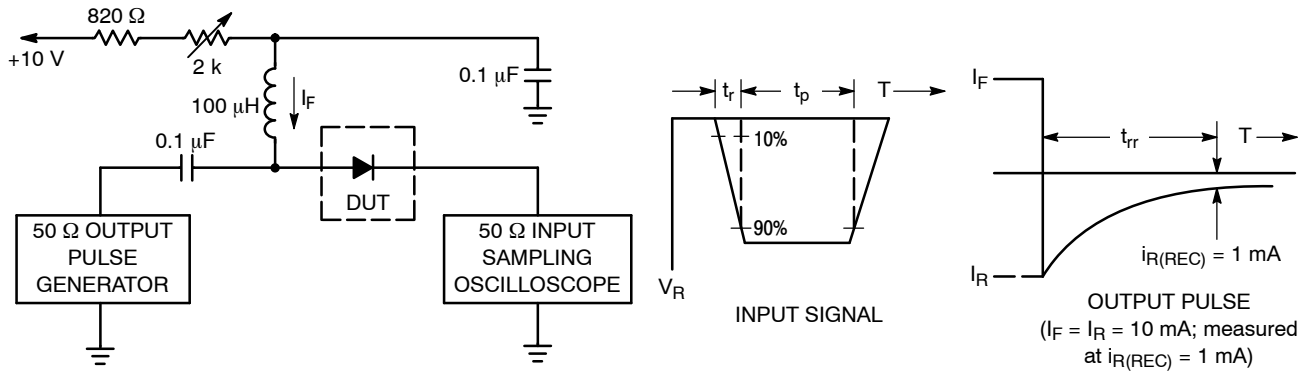 820 Ω
+10 V
2 k
100 µH
I_F
0.1 µF
0.1 µF
DUT
50 Ω OUTPUT
PULSE
GENERATOR
50 Ω INPUT
SAMPLING
OSCILLOSCOPE
t_r
t_p
T
10%
90%
V_R
INPUT SIGNAL
I_F
t_rr
T
I_R
i_R(REC) = 1 mA
OUTPUT PULSE
(I_F = I_R = 10 mA; measured
at i_R(REC) = 1 mA)